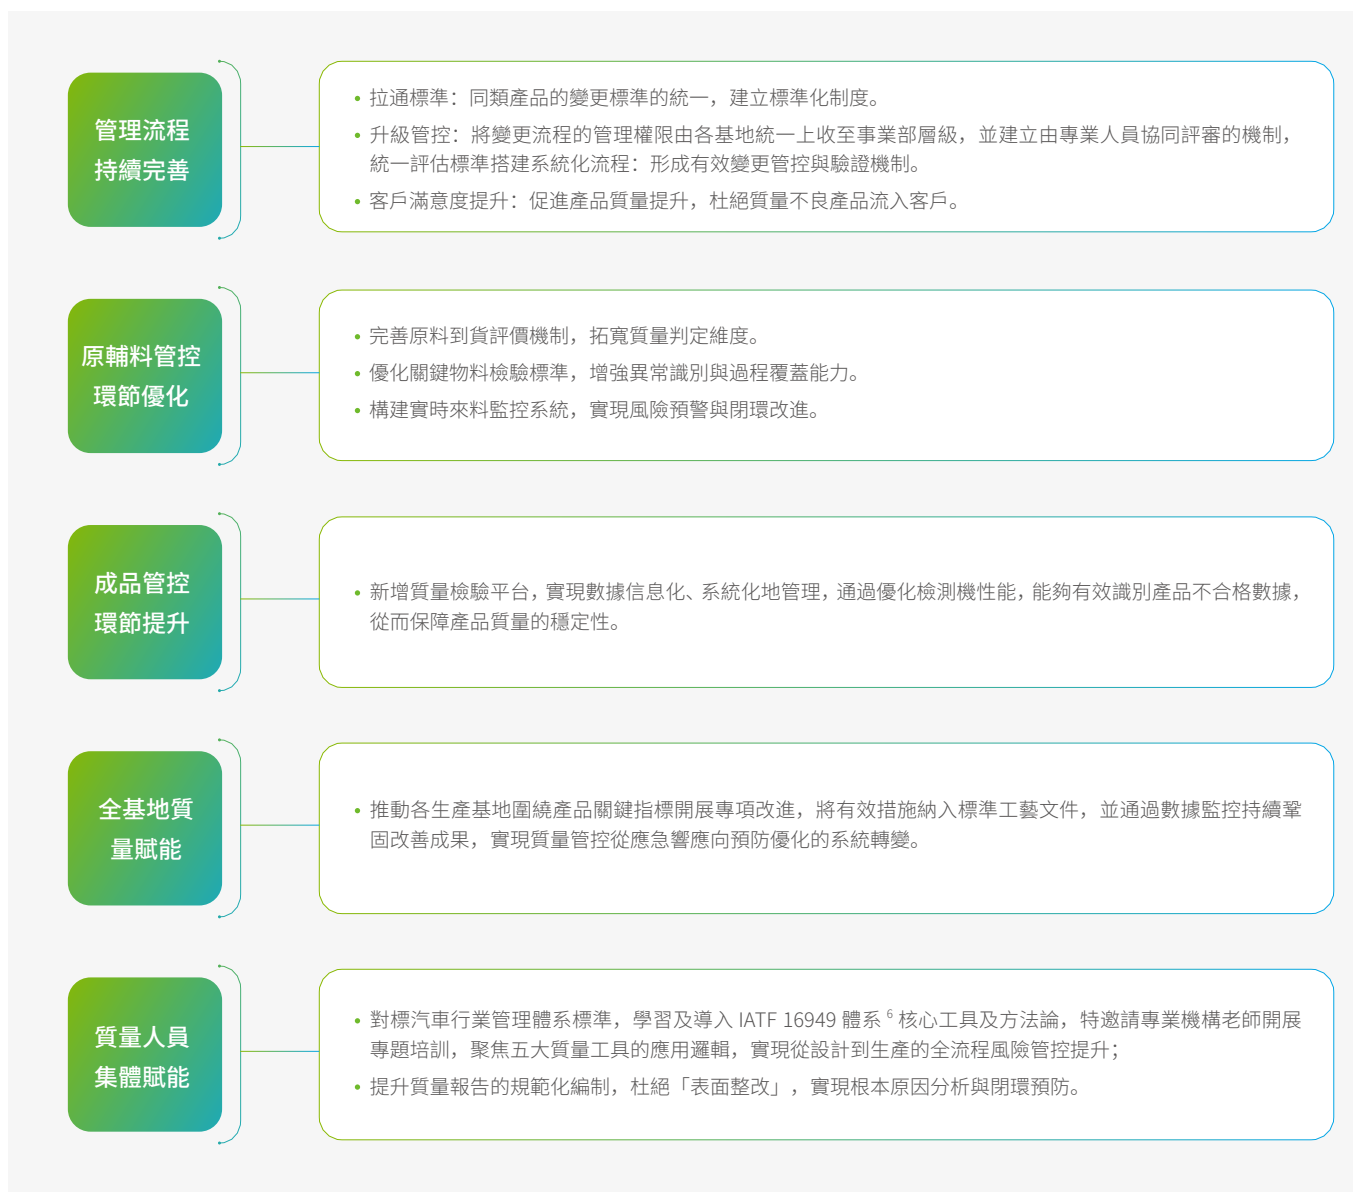 管理流程
持續完善
• 拉通標準：同類產品的變更標準的統一，建立標準化制度。
• 升級管控：將變更流程的管理權限由各基地統一上收至事業部層級，並建立由專業人員協同評審的機制，
統一評估標準搭建系統化流程：形成有效變更管控與驗證機制。
• 客戶滿意度提升：促進產品質量提升，杜絕質量不良產品流入客戶。
原輔料管控
環節優化
• 完善原料到貨評價機制，拓寬質量判定維度。
• 優化關鍵物料檢驗標準，增強異常識別與過程覆蓋能力。
• 構建實時來料監控系統，實現風險預警與閉環改進。
成品管控
環節提升
• 新增質量檢驗平台，實現數據信息化、系統化地管理，通過優化檢測機性能，能夠有效識別產品不合格數據，
從而保障產品質量的穩定性。
全基地質
量賦能
• 推動各生產基地圍繞產品關鍵指標開展專項改進，將有效措施納入標準工藝文件，並通過數據監控持續鞏
固改善成果，實現質量管控從應急響應向預防優化的系統轉變。
質量人員
集體賦能
• 對標汽車行業管理體系標準，學習及導入 IATF 16949 體系 6 核心工具及方法論，特邀請專業機構老師開展
專題培訓，聚焦五大質量工具的應用邏輯，實現從設計到生產的全流程風險管控提升；
• 提升質量報告的規範化編制，杜絕「表面整改」，實現根本原因分析與閉環預防。